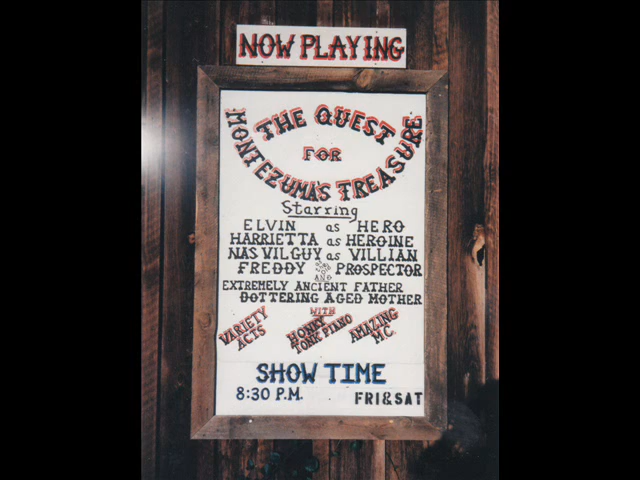 NOW PLAYING
THE QUEST
FOR
MONTEZUMA'S TREASURE
Starring
ELVIN as HERO
HARRIETTA as HEROINE
NAS WILGUY as VILLIAN
FREDDY PROSPECTOR
AND
EXTREMELY ANCIENT FATHER
DOTTERING AGED MOTHER
WITH
VARIETY ACTS
HONKY TONK PIANO
AMAZING M.C.
SHOW TIME
8:30 P.M. FRI&SAT